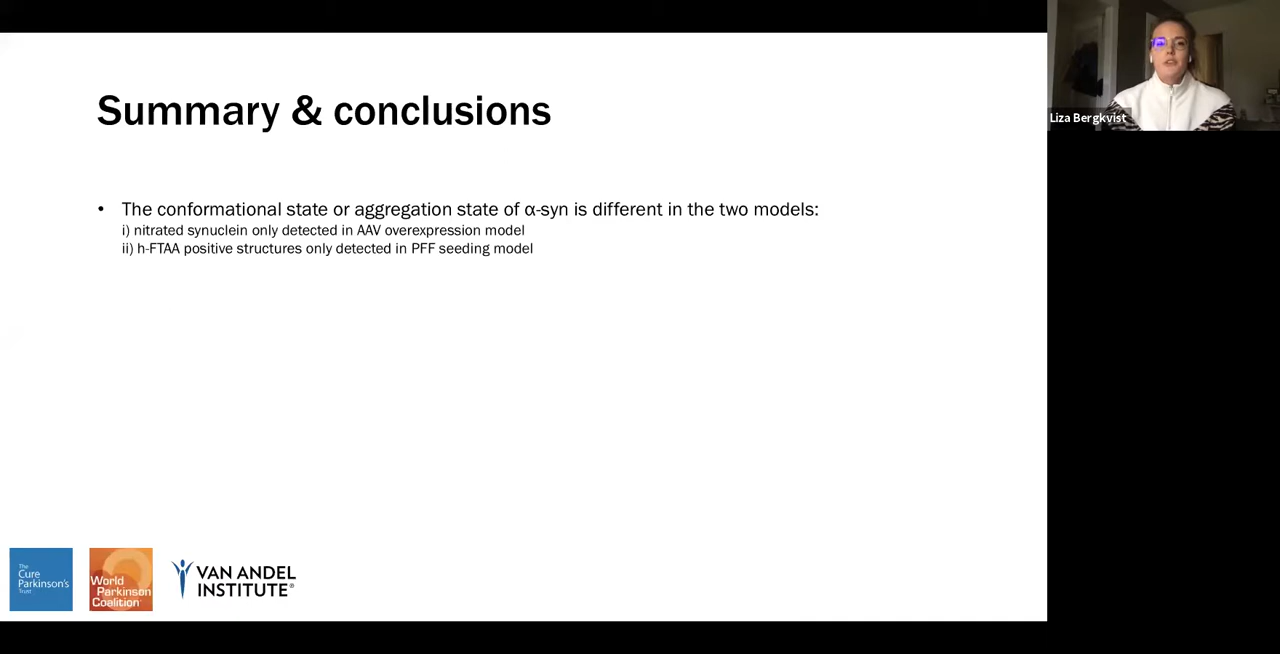 Summary & conclusions
• The conformational state or aggregation state of α-syn is different in the two models:
i) nitrated synuclein only detected in AAV overexpression model
ii) h-FTAA positive structures only detected in PFF seeding model
Liza Bergkvist
The
Cure
Parkinson's
Trust
World
Parkinson
Coalition
VAN ANDEL
INSTITUTE®